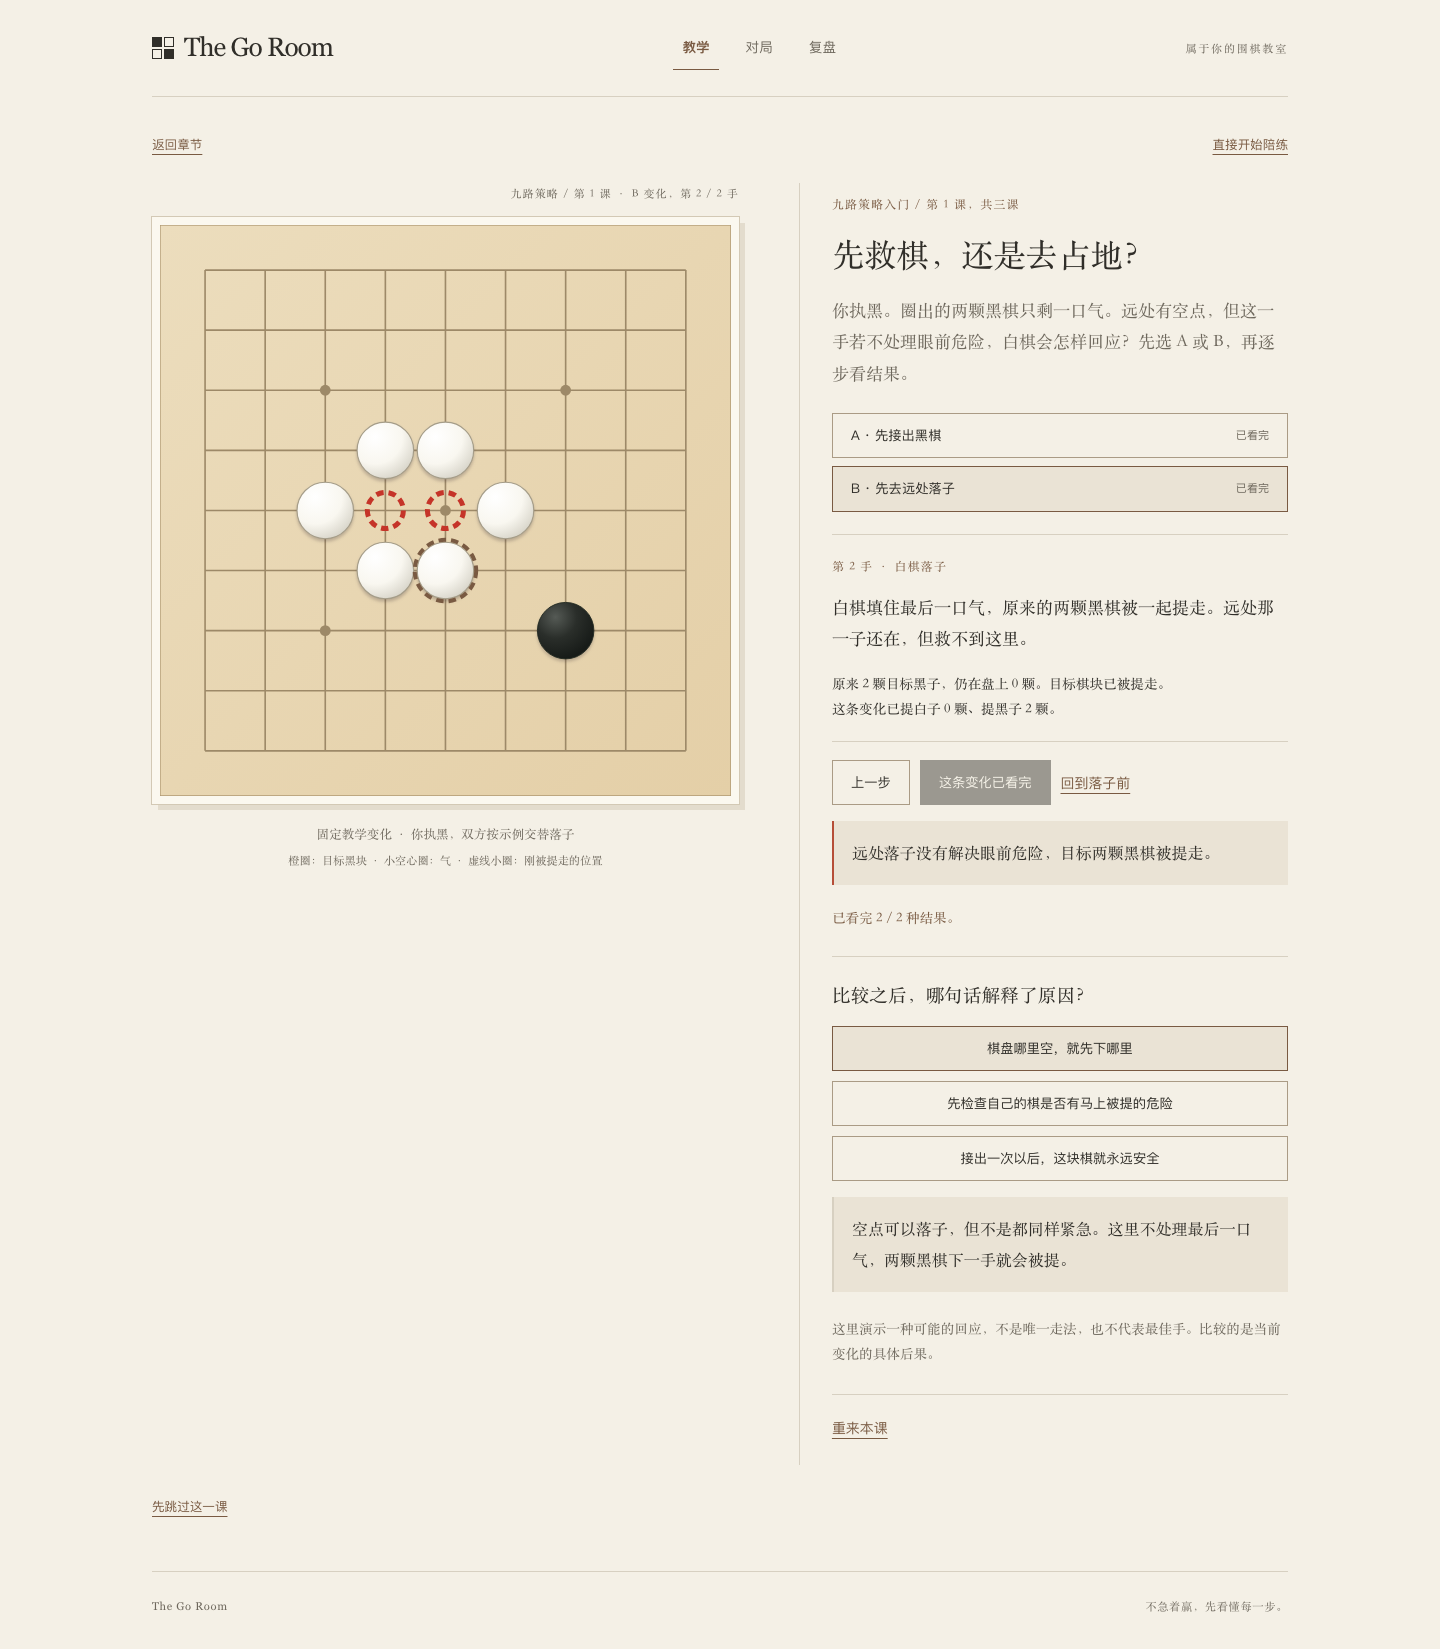 The Go Room
教学
对局
复盘
属于你的围棋教室
返回章节
直接开始陪练
九路策略 / 第 1 课 · B 变化，第 2 / 2 手
固定教学变化 · 你执黑，双方按示例交替落子
橙圈：目标黑块 · 小空心圈：气 · 虚线小圈：刚被提走的位置
九路策略入门 / 第 1 课，共三课
先救棋，还是去占地？
你执黑。圈出的两颗黑棋只剩一口气。远处有空点，但这一
手若不处理眼前危险，白棋会怎样回应？先选 A 或 B，再逐
步看结果。
A · 先接出黑棋
已看完
B · 先去远处落子
已看完
第 2 手 · 白棋落子
白棋填住最后一口气，原来的两颗黑棋被一起提走。远处那
一子还在，但救不到这里。
原来 2 颗目标黑子，仍在盘上 0 颗。目标棋块已被提走。
这条变化已提白子 0 颗、提黑子 2 颗。
上一步
这条变化已看完
回到落子前
远处落子没有解决眼前危险，目标两颗黑棋被提走。
已看完 2 / 2 种结果。
比较之后，哪句话解释了原因？
棋盘哪里空，就先下哪里
先检查自己的棋是否有马上被提的危险
接出一次以后，这块棋就永远安全
空点可以落子，但不是都同样紧急。这里不处理最后一口
气，两颗黑棋下一手就会被提。
这里演示一种可能的回应，不是唯一走法，也不代表最佳手。比较的是当前
变化的具体后果。
重来本课
先跳过这一课
The Go Room
不急着赢，先看懂每一步。